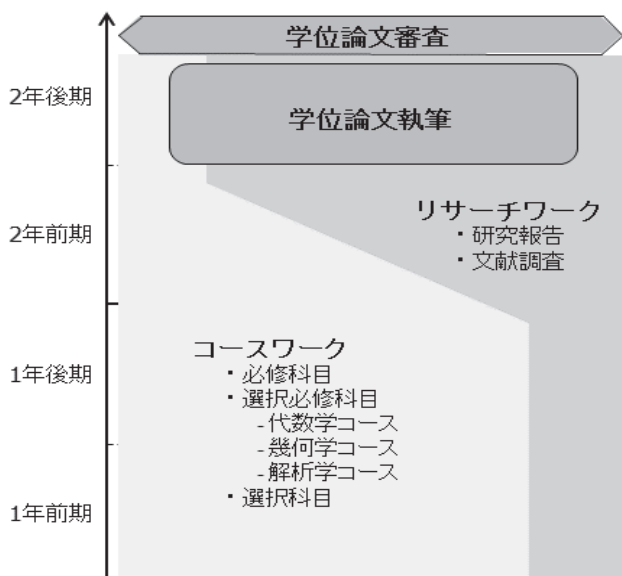 学位論文審査
2年後期
学位論文執筆
2年前期
リサーチワーク
・研究報告
・文献調査
1年後期
コースワーク
・必修科目
・選択必修科目
-代数学コース
-幾何学コース
-解析学コース
・選択科目
1年前期